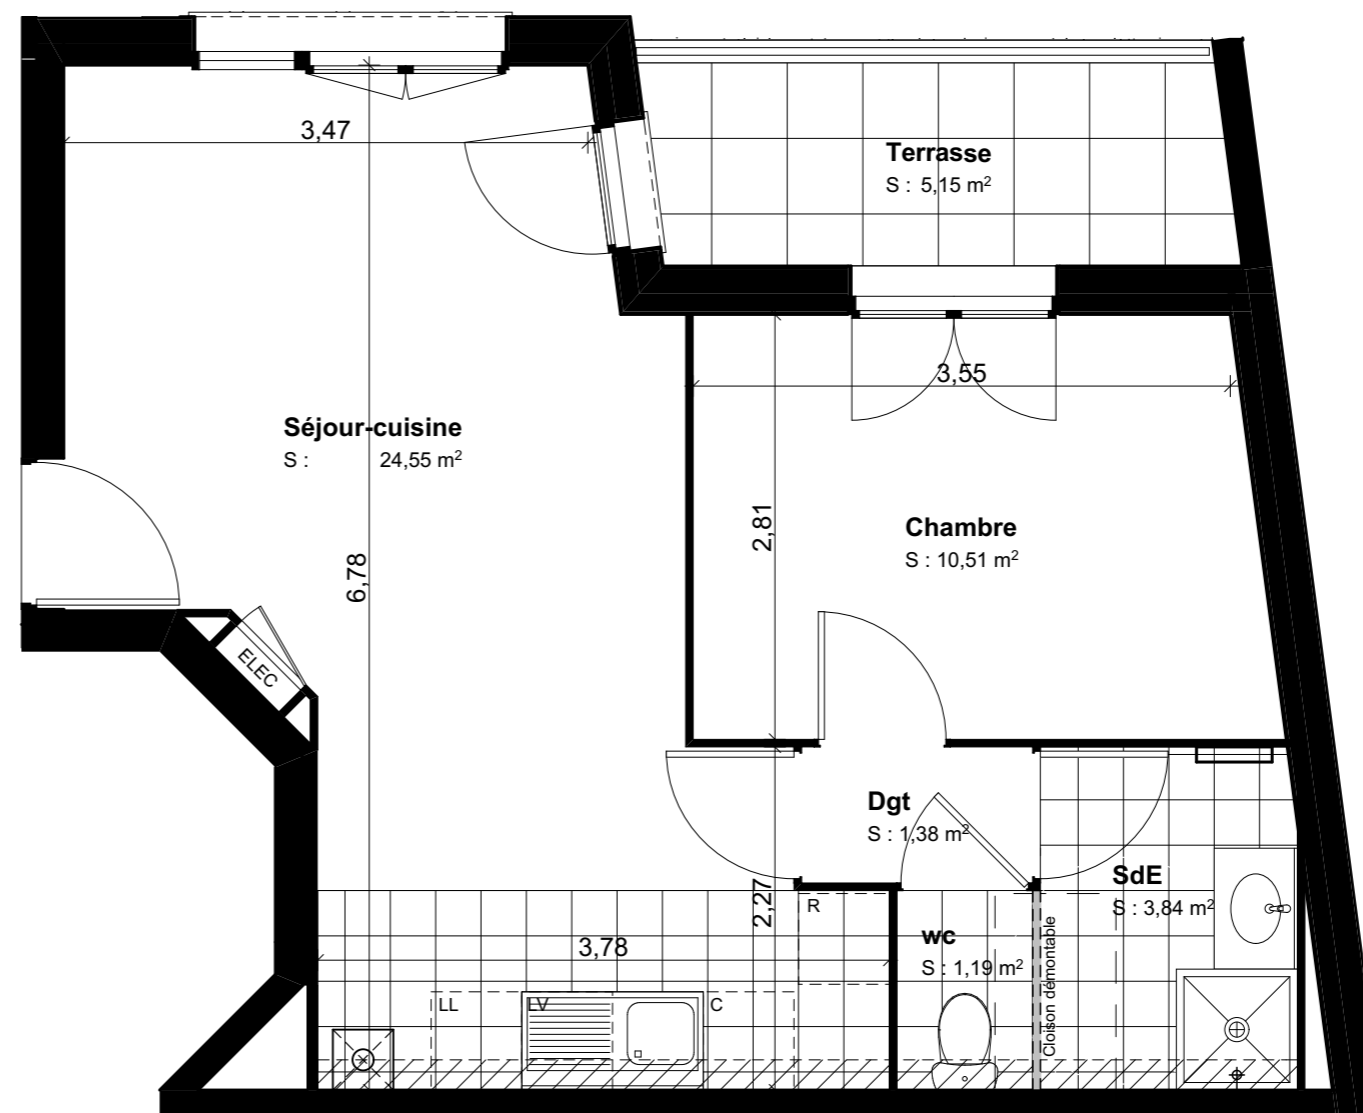 3,47
Terrasse
S : 5,15 m²
3,55
Séjour-cuisine
S : 24,55 m²
2,81
Chambre
S : 10,51 m²
6,78
ELEC
Dgt
S : 1,38 m²
SdE
S : 3,84 m²
2,27
R
wc
S : 1,19 m²
3,78
Cloison démontable
LL
LV
C